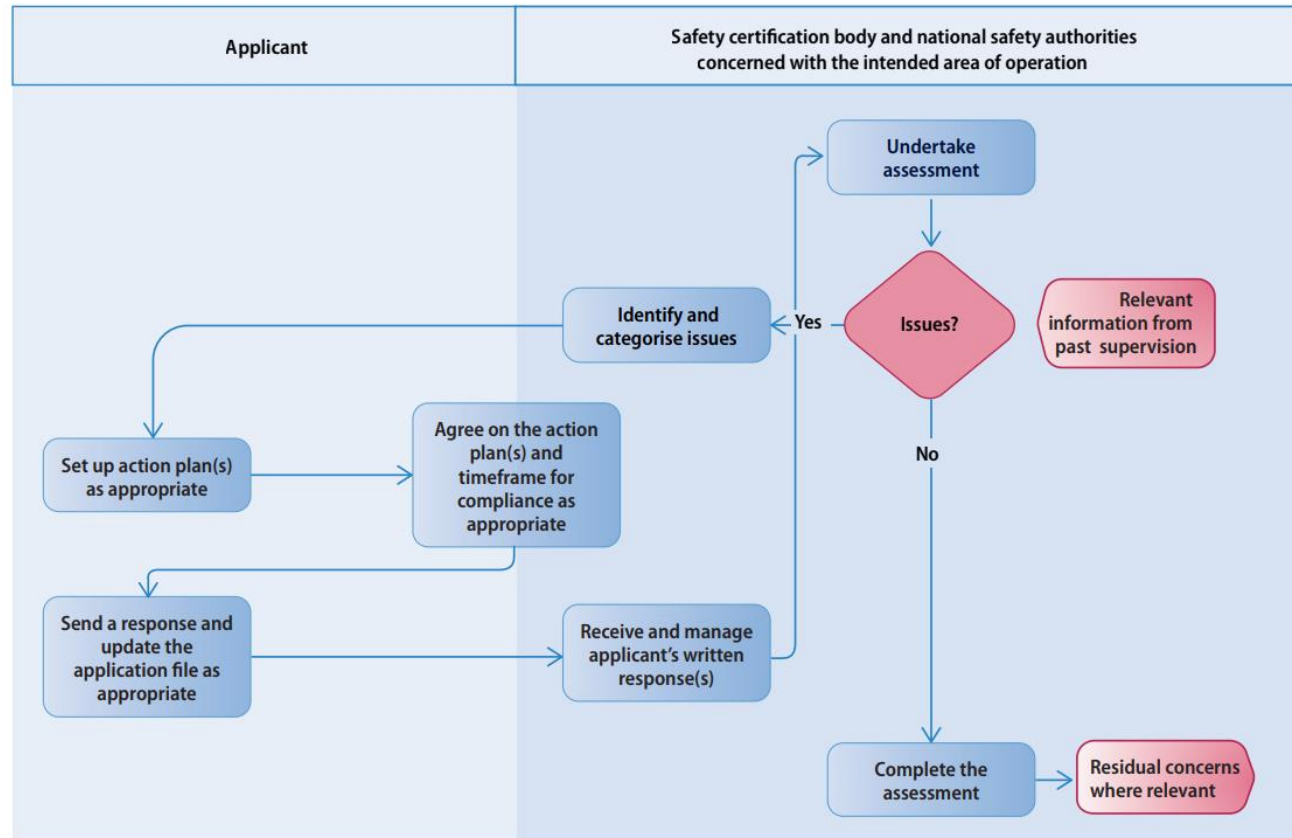 Applicant
Safety certification body and national safety authorities
concerned with the intended area of operation
Undertake
assessment
Issues?
Relevant
information from
past supervision
Yes
Identify and
categorise issues
Set up action plan(s)
as appropriate
Agree on the action
plan(s) and
timeframe for
compliance as
appropriate
No
Send a response and
update the
application file as
appropriate
Receive and manage
applicant’s written
response(s)
Complete the
assessment
Residual concerns
where relevant